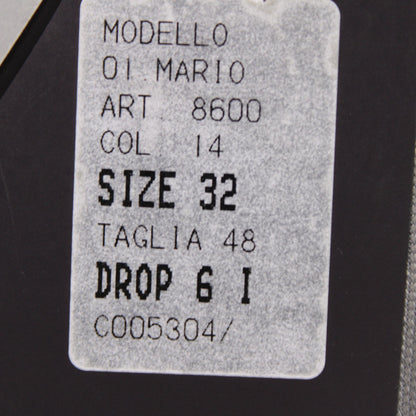 MODELLO
01 MARIO
ART. 8600
COL 14
SIZE 32
TAGLIA 48
DROP 6 I
C005304/